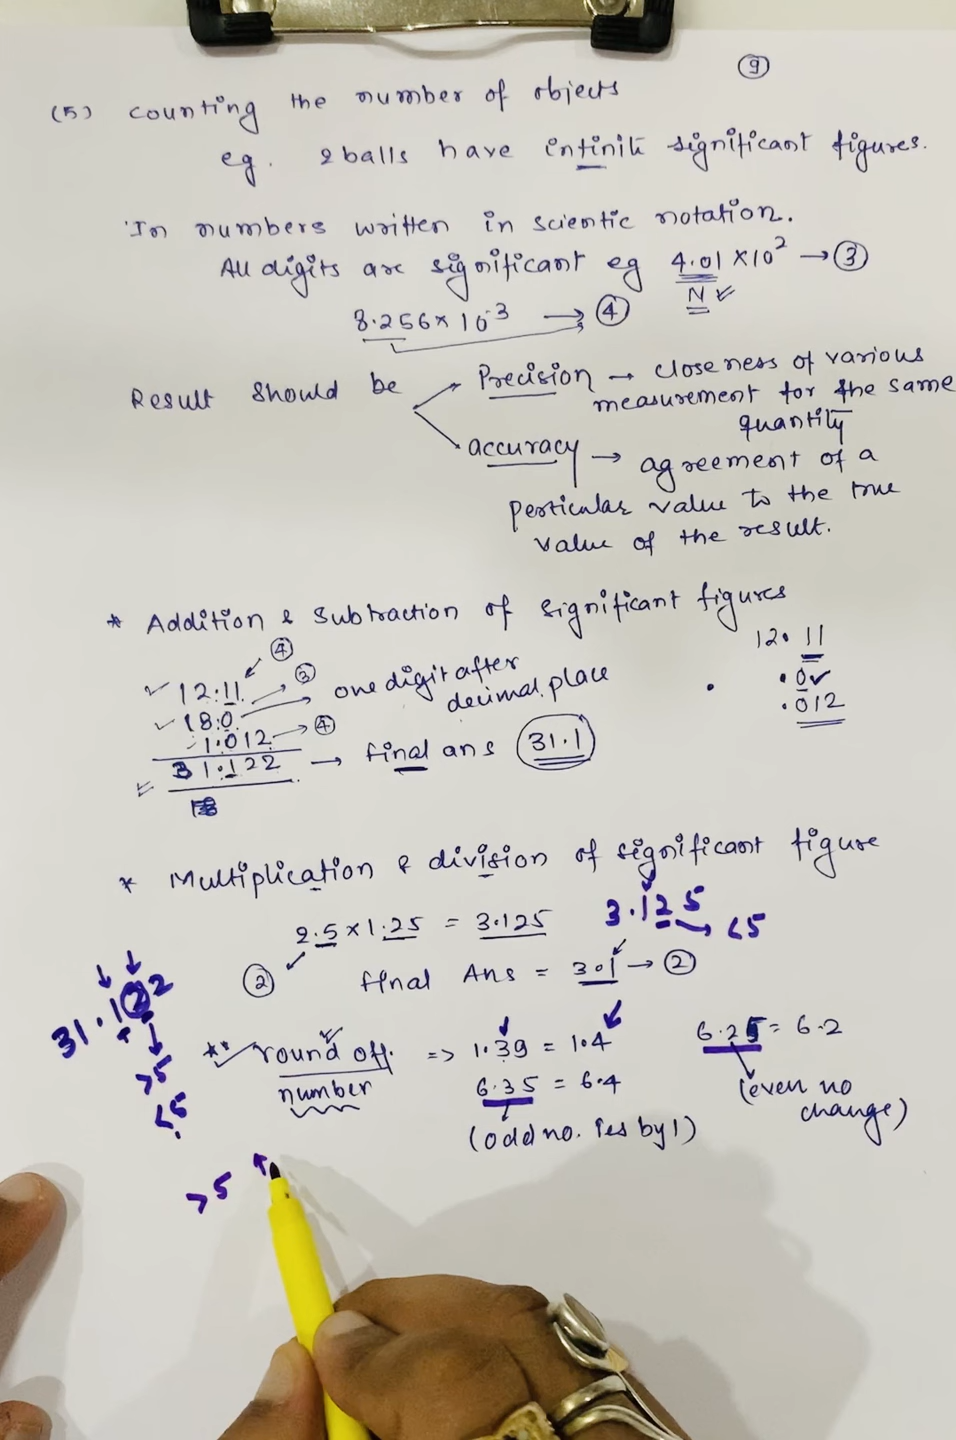 9
(5) counting the number of objects
eg. 2 balls have infinite significant figures.
In numbers written in scientic notation.
All digits are significant eg 4.01 × 10² → 3
N ✓
8.256 × 10⁻³ → 4
Result should be
Precision → closeness of various
measurement for the same
quantity
accuracy → agreement of a
perticular value to the true
value of the result.
* Addition & Subtraction of significant figures
✓ 12.11 4
✓ 18.0 3 one digit after
decimal place
1.012 → 4
31.122 → final ans 31.1
12.11
.0✓
.012
* Multiplication & division of significant figure
2.5 × 1.25 = 3.125
2
3.125 → <5
final Ans = 3.1 → 2
31.122
>5
<5
** round off number ⇒ 1.39 = 1.4
6.35 = 6.4
(odd no. ies by 1)
6.25 = 6.2
(even no
change)
>5 ↑